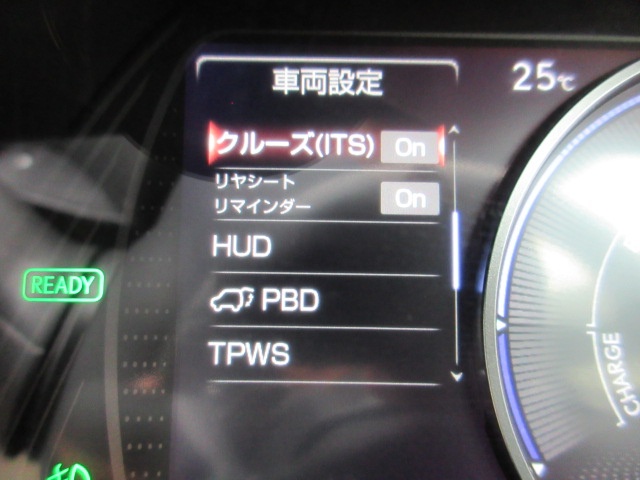 車両設定
25℃
クルーズ(ITS) On
リヤシート
リマインダー On
HUD
PBD
TPWS
READY
CHARGE